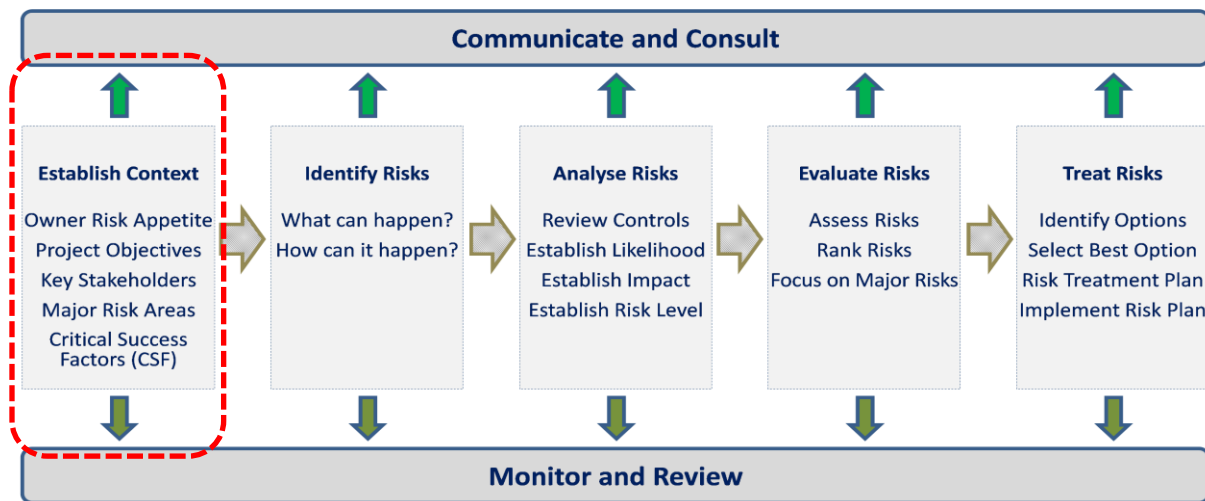 Communicate and Consult
Establish Context
Owner Risk Appetite
Project Objectives
Key Stakeholders
Major Risk Areas
Critical Success
Factors (CSF)
Identify Risks
What can happen?
How can it happen?
Analyse Risks
Review Controls
Establish Likelihood
Establish Impact
Establish Risk Level
Evaluate Risks
Assess Risks
Rank Risks
Focus on Major Risks
Treat Risks
Identify Options
Select Best Option
Risk Treatment Plan
Implement Risk Plan
Monitor and Review